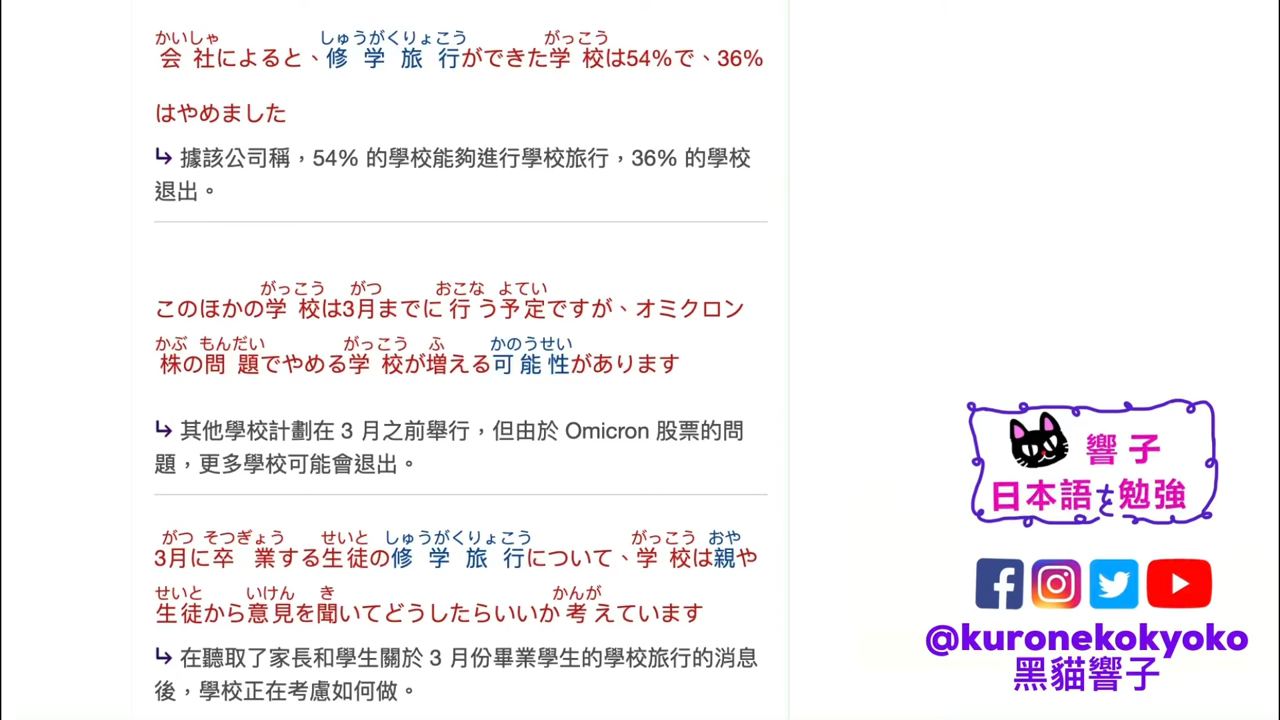 かいしゃ しゅうがくりょこう がっこう
会社によると、修学旅行ができた学校は54%で、36%
はやめました
↳ 據該公司稱，54% 的學校能夠進行學校旅行，36% 的學校
退出。
がっこう がつ おこな よてい
このほかの学校は3月までに行う予定ですが、オミクロン
かぶ もんだい がっこう ふ かのうせい
株の問題でやめる学校が増える可能性があります
↳ 其他學校計劃在 3 月之前舉行，但由於 Omicron 股票的問
題，更多學校可能會退出。
がつ そつぎょう せいと しゅうがくりょこう がっこう おや
3月に卒業する生徒の修学旅行について、学校は親や
せいと いけん き かんが
生徒から意見を聞いてどうしたらいいか考えています
↳ 在聽取了家長和學生關於 3 月份畢業學生的學校旅行的消息
後，學校正在考慮如何做。
響子
日本語を勉強
@kuronekokyoko
黑貓響子